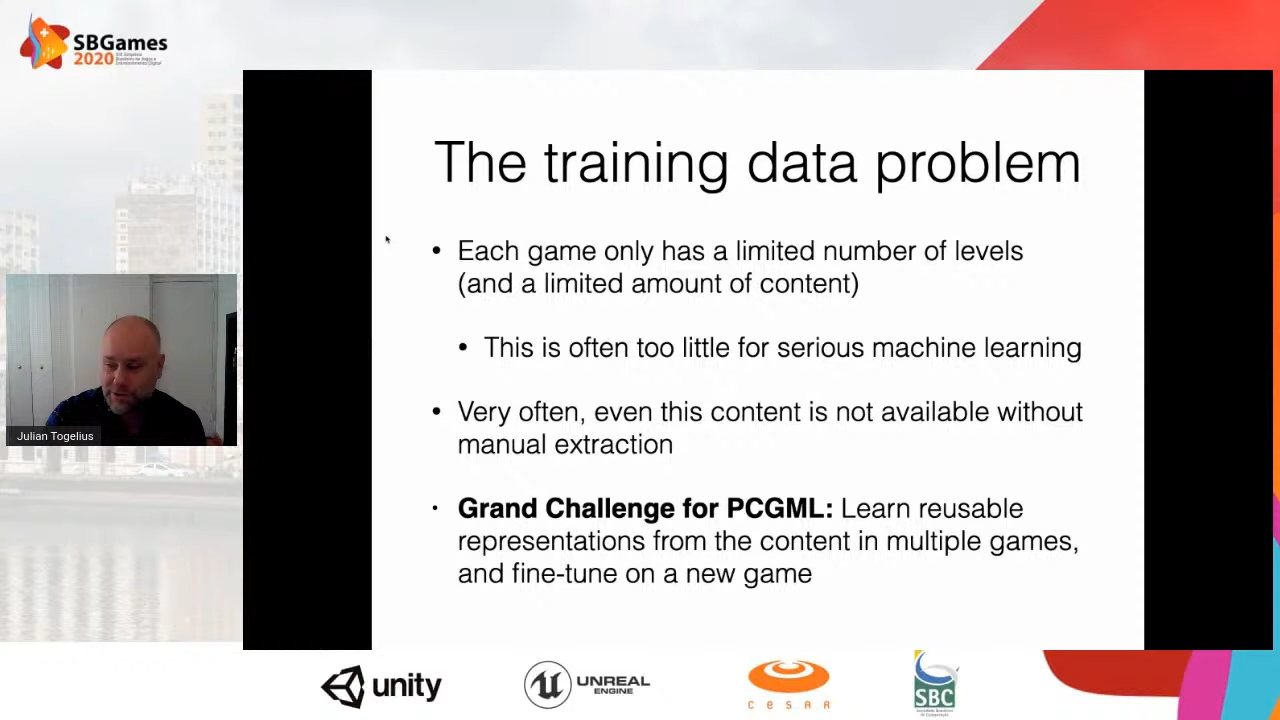 SBGames
2020
The training data problem
• Each game only has a limited number of levels
(and a limited amount of content)
• This is often too little for serious machine learning
• Very often, even this content is not available without
manual extraction
• Grand Challenge for PCGML: Learn reusable
representations from the content in multiple games,
and fine-tune on a new game
Julian Togelius
unity
UNREAL
ENGINE
CESAR
SBC